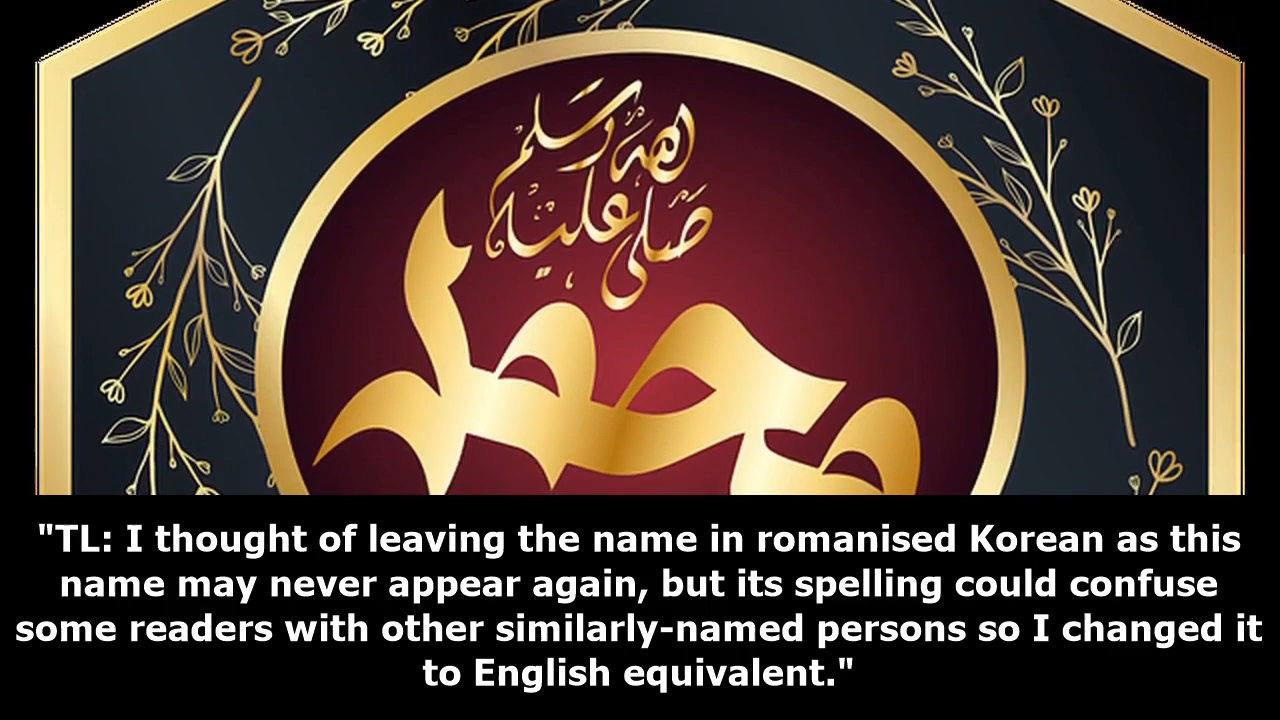 صلى الله عليه وسلم
محمد
"TL: I thought of leaving the name in romanised Korean as this
name may never appear again, but its spelling could confuse
some readers with other similarly-named persons so I changed it
to English equivalent."